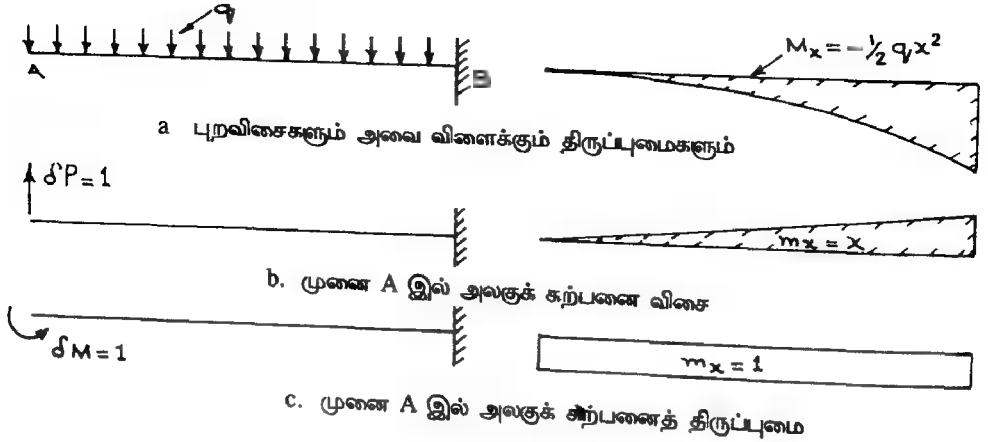 q
A
B
Mx = -½ qx²
a புறவிசைகளும் அவை விளைக்கும் திருப்புமைகளும்
δP = 1
mx = x
b. முனை A இல் அலகுக் கற்பனை விசை
δM = 1
mx = 1
c. முனை A இல் அலகுக் கற்பனைத் திருப்புமை